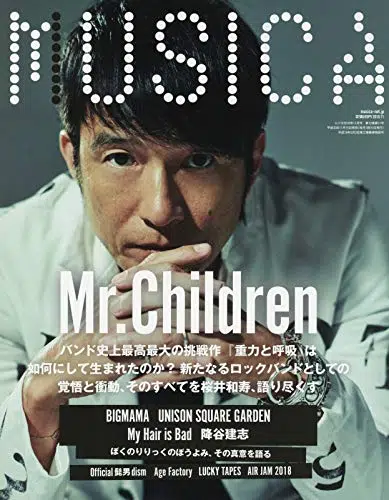 MUSICA
musica-net.jp
Mr.Children
バンド史上最高最大の挑戦作『重力と呼吸』は
如何にして生まれたのか? 新たなるロックバンドとしての
覚悟と衝動、そのすべてを桜井和寿、語り尽くす
BIGMAMA UNISON SQUARE GARDEN
My Hair is Bad 降谷建志
ぼくのりりっくのぼうよみ、その真意を語る
Official髭男dism Age Factory LUCKY TAPES AIR JAM 2018